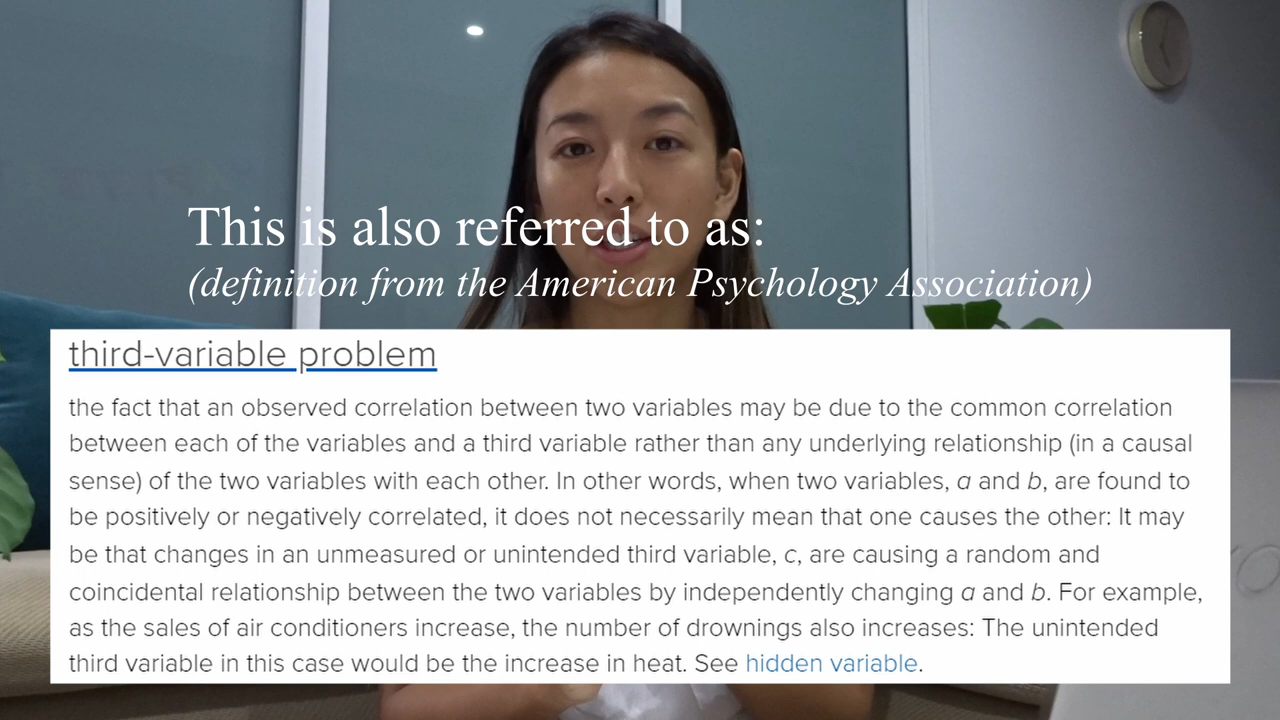 This is also referred to as:
(definition from the American Psychology Association)
third-variable problem
the fact that an observed correlation between two variables may be due to the common correlation
between each of the variables and a third variable rather than any underlying relationship (in a causal
sense) of the two variables with each other. In other words, when two variables, a and b, are found to
be positively or negatively correlated, it does not necessarily mean that one causes the other: It may
be that changes in an unmeasured or unintended third variable, c, are causing a random and
coincidental relationship between the two variables by independently changing a and b. For example,
as the sales of air conditioners increase, the number of drownings also increases: The unintended
third variable in this case would be the increase in heat. See hidden variable.